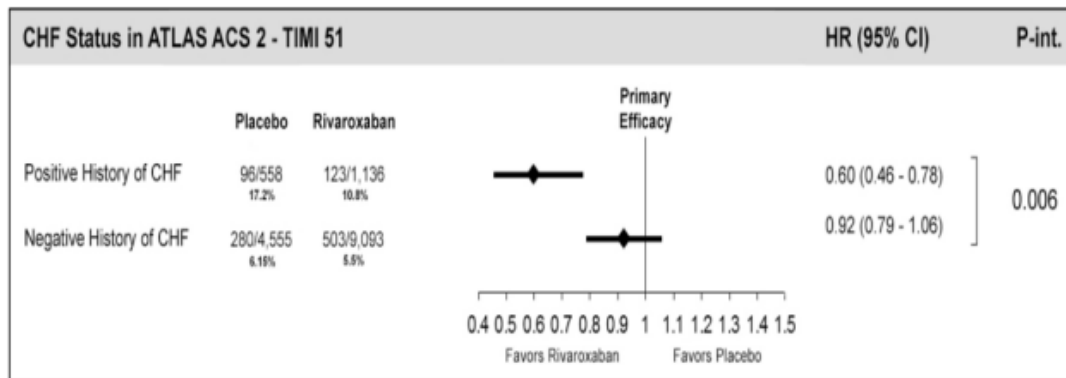 CHF Status in ATLAS ACS 2 - TIMI 51 HR (95% CI) P-int.
Primary
Placebo Rivaroxaban Efficacy
Positive History of CHF 96/558 123/1,136 0.60 (0.46 - 0.78)
17.2% 10.8%
0.006
Negative History of CHF 280/4,555 503/9,093 0.92 (0.79 - 1.06)
6.15% 5.5%
0.4 0.5 0.6 0.7 0.8 0.9 1 1.1 1.2 1.3 1.4 1.5
Favors Rivaroxaban Favors Placebo